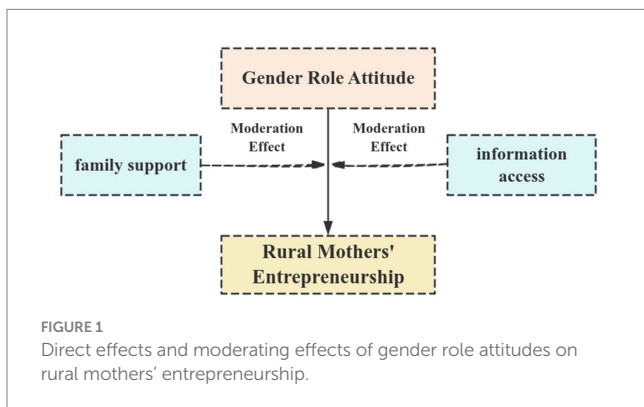 Gender Role Attitude
Moderation
Effect
Moderation
Effect
family support
information
access
Rural Mothers'
Entrepreneurship
FIGURE 1
Direct effects and moderating effects of gender role attitudes on
rural mothers’ entrepreneurship.